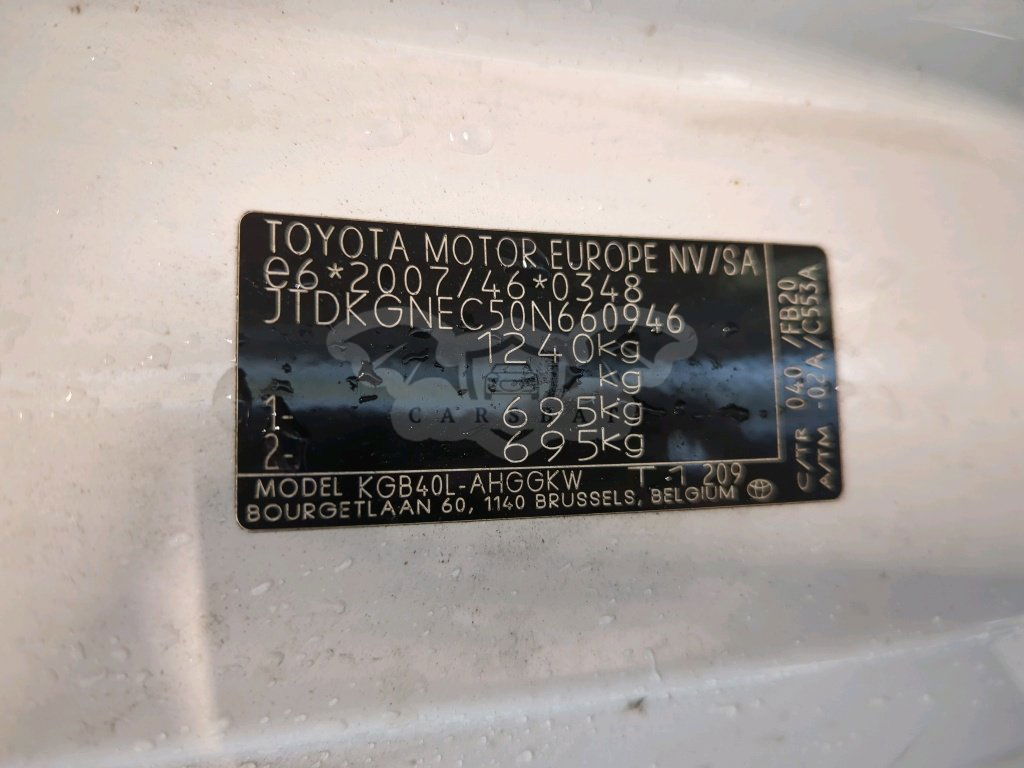 TOYOTA MOTOR EUROPE NV/SA
e6*2007/46*0348
JTDKGNEC50N660946
1240kg
kg
1- 695kg
2- 695kg
MODEL KGB40L-AHGGKW T 1 209
BOURGETLAAN 60, 1140 BRUSSELS, BELGIUM
C/TR 040 /FB20
A/TM -02A/C553A